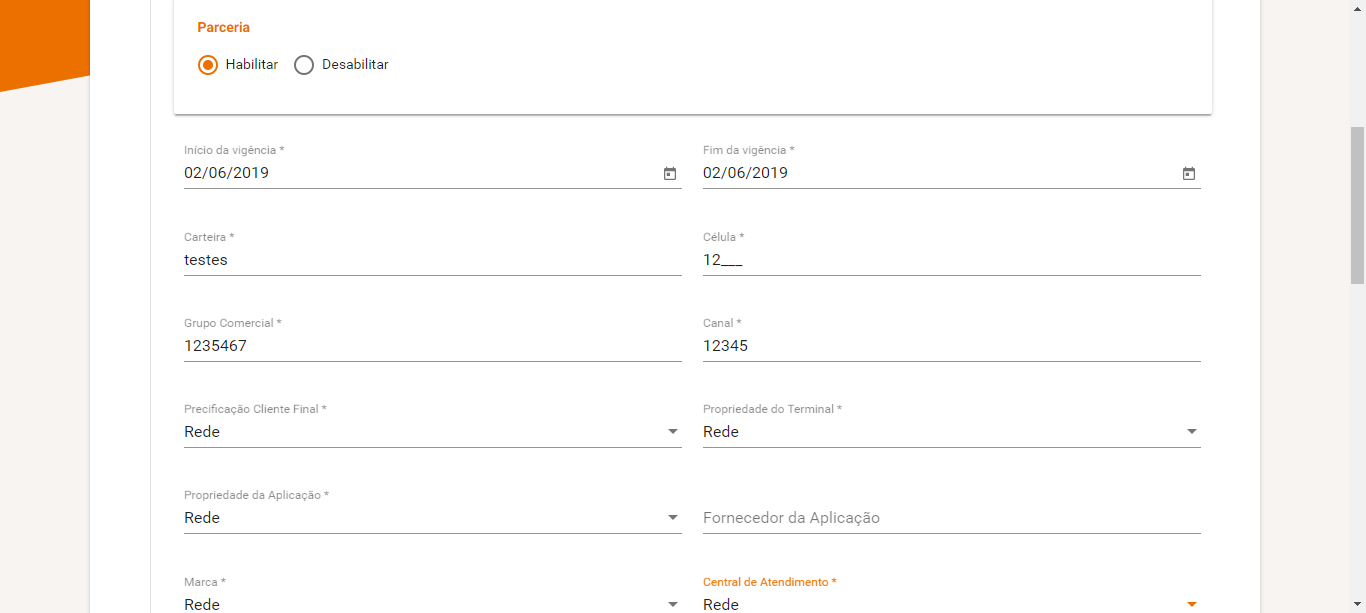 Parceria
Habilitar Desabilitar
Início da vigência * Fim da vigência *
02/06/2019 02/06/2019
Carteira * Célula *
testes 12___
Grupo Comercial * Canal *
1235467 12345
Precificação Cliente Final * Propriedade do Terminal *
Rede Rede
Propriedade da Aplicação *
Rede Fornecedor da Aplicação
Marca * Central de Atendimento *
Rede Rede